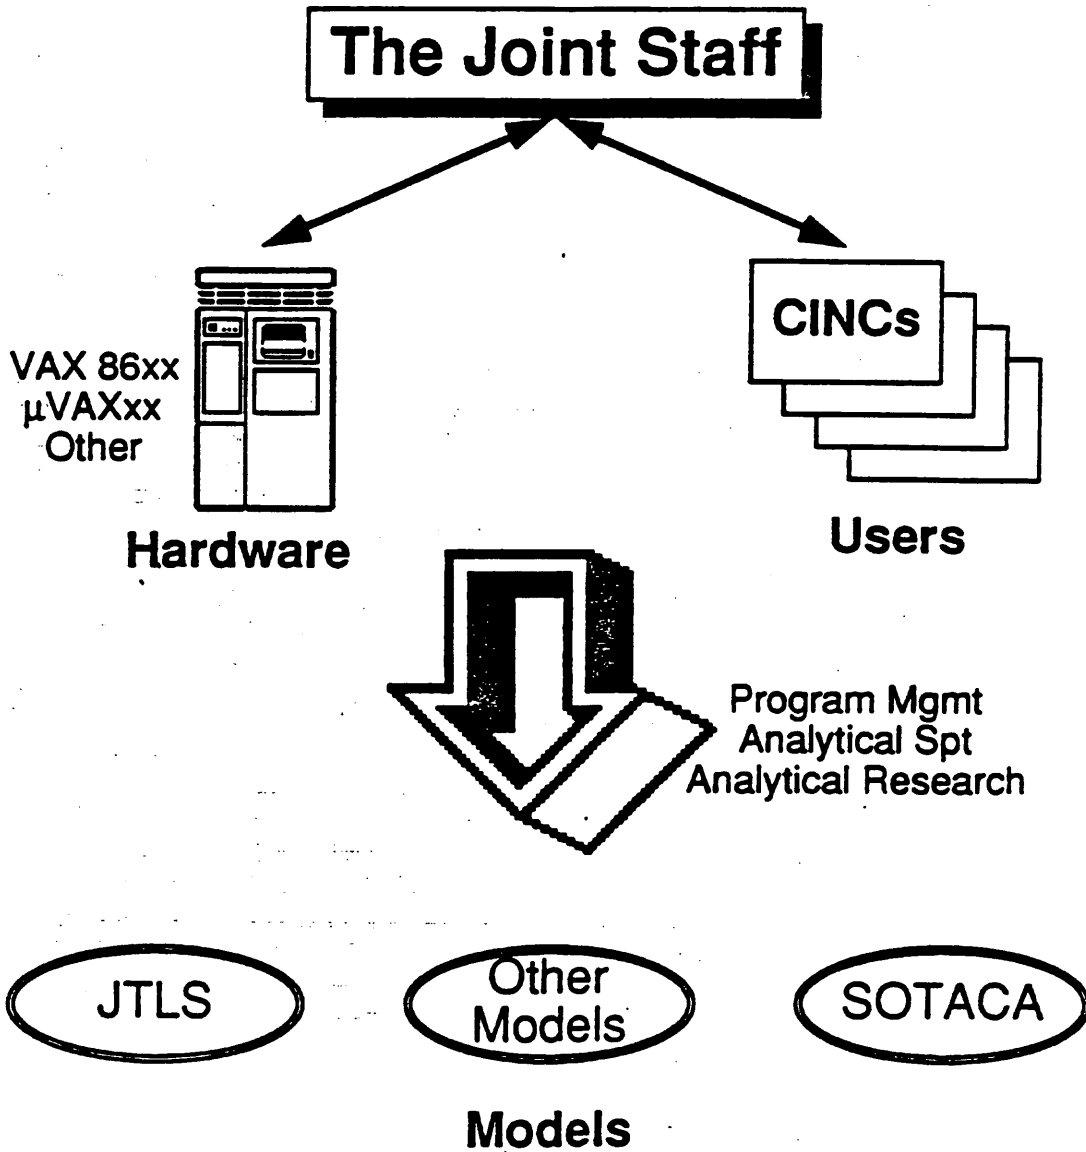 The Joint Staff
CINCs
VAX 86xx
μVAXxx
Other
Hardware
Users
Program Mgmt
Analytical Spt
Analytical Research
JTLS
Other
Models
SOTACA
Models